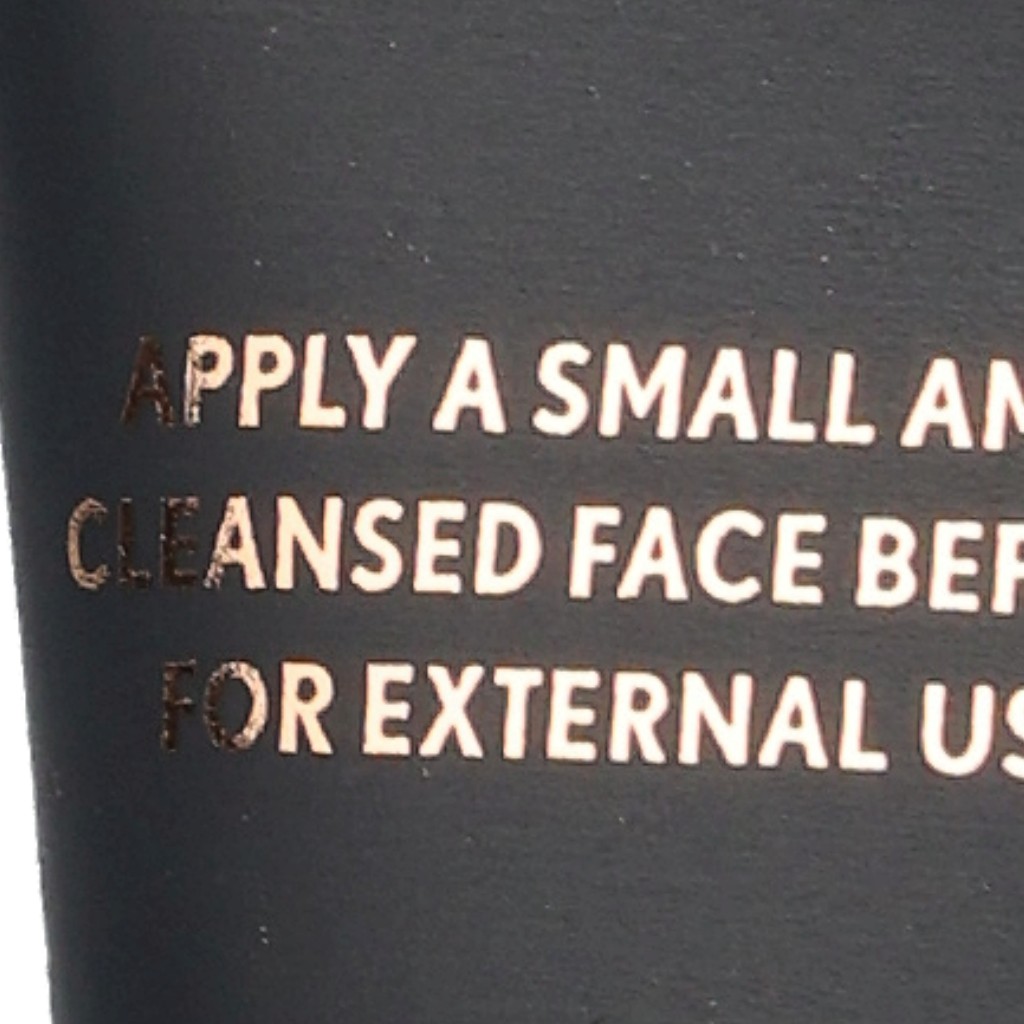 APPLY A SMALL AM
CLEANSED FACE BEF
FOR EXTERNAL US